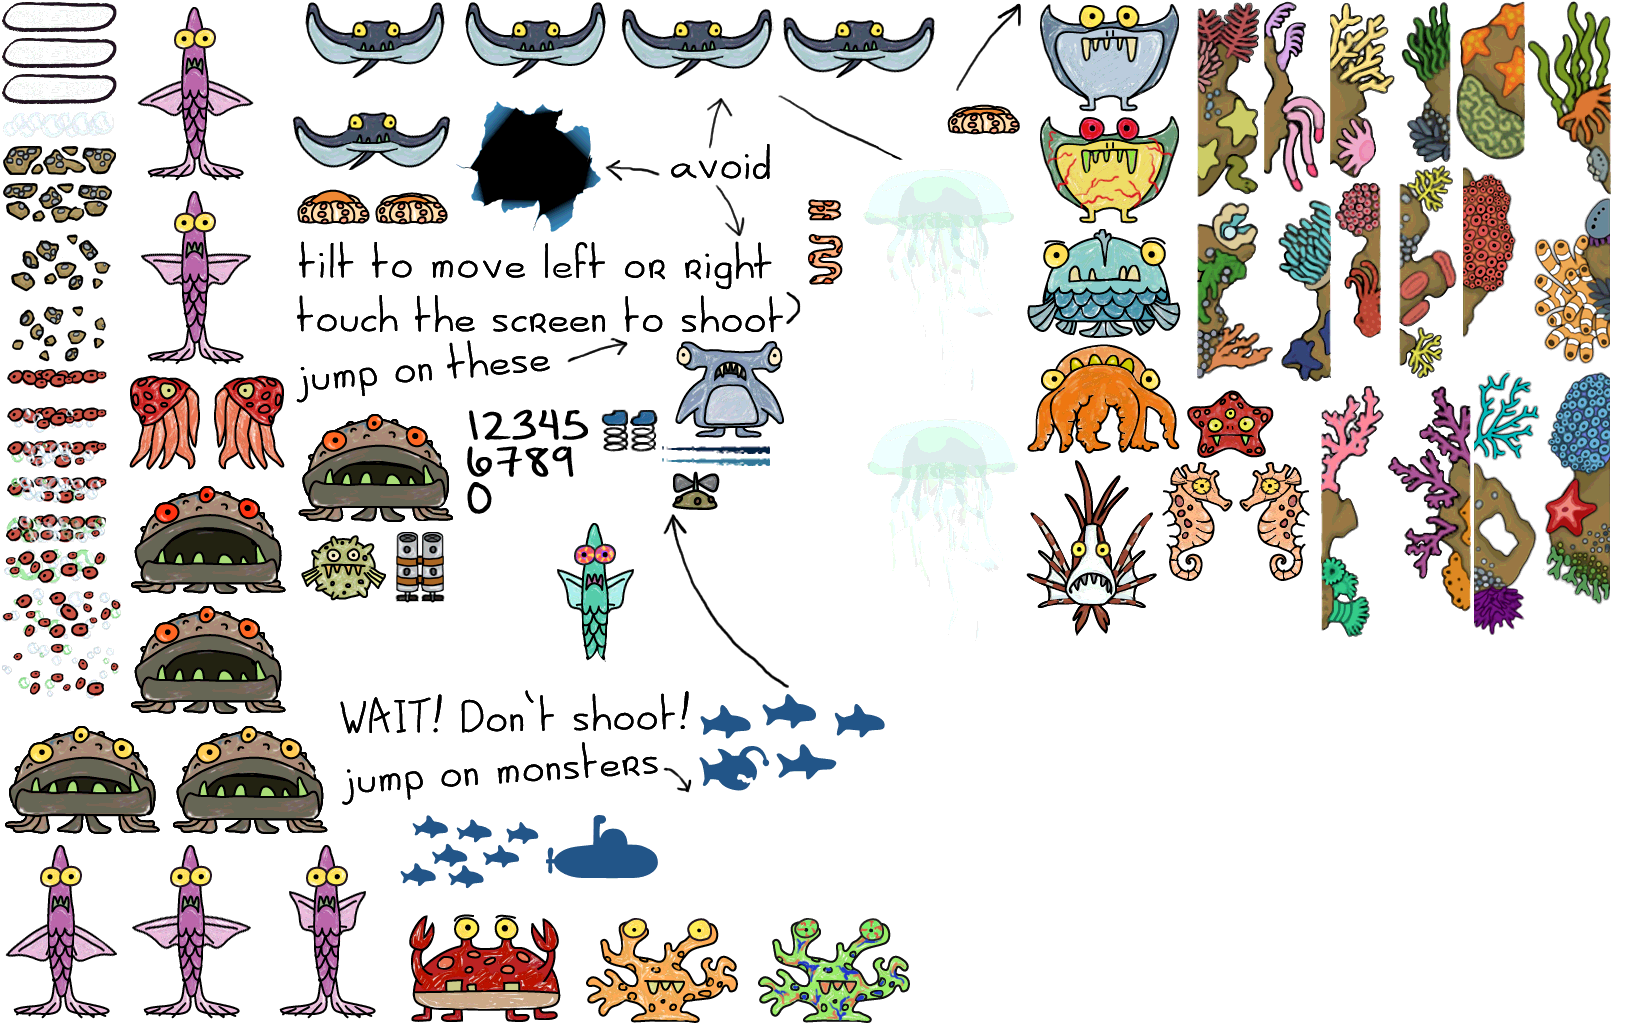 avoid
tilt to move left or right
touch the screen to shoot)
jump on these
12345
6789
0
WAIT! Don't shoot!
jump on monsters